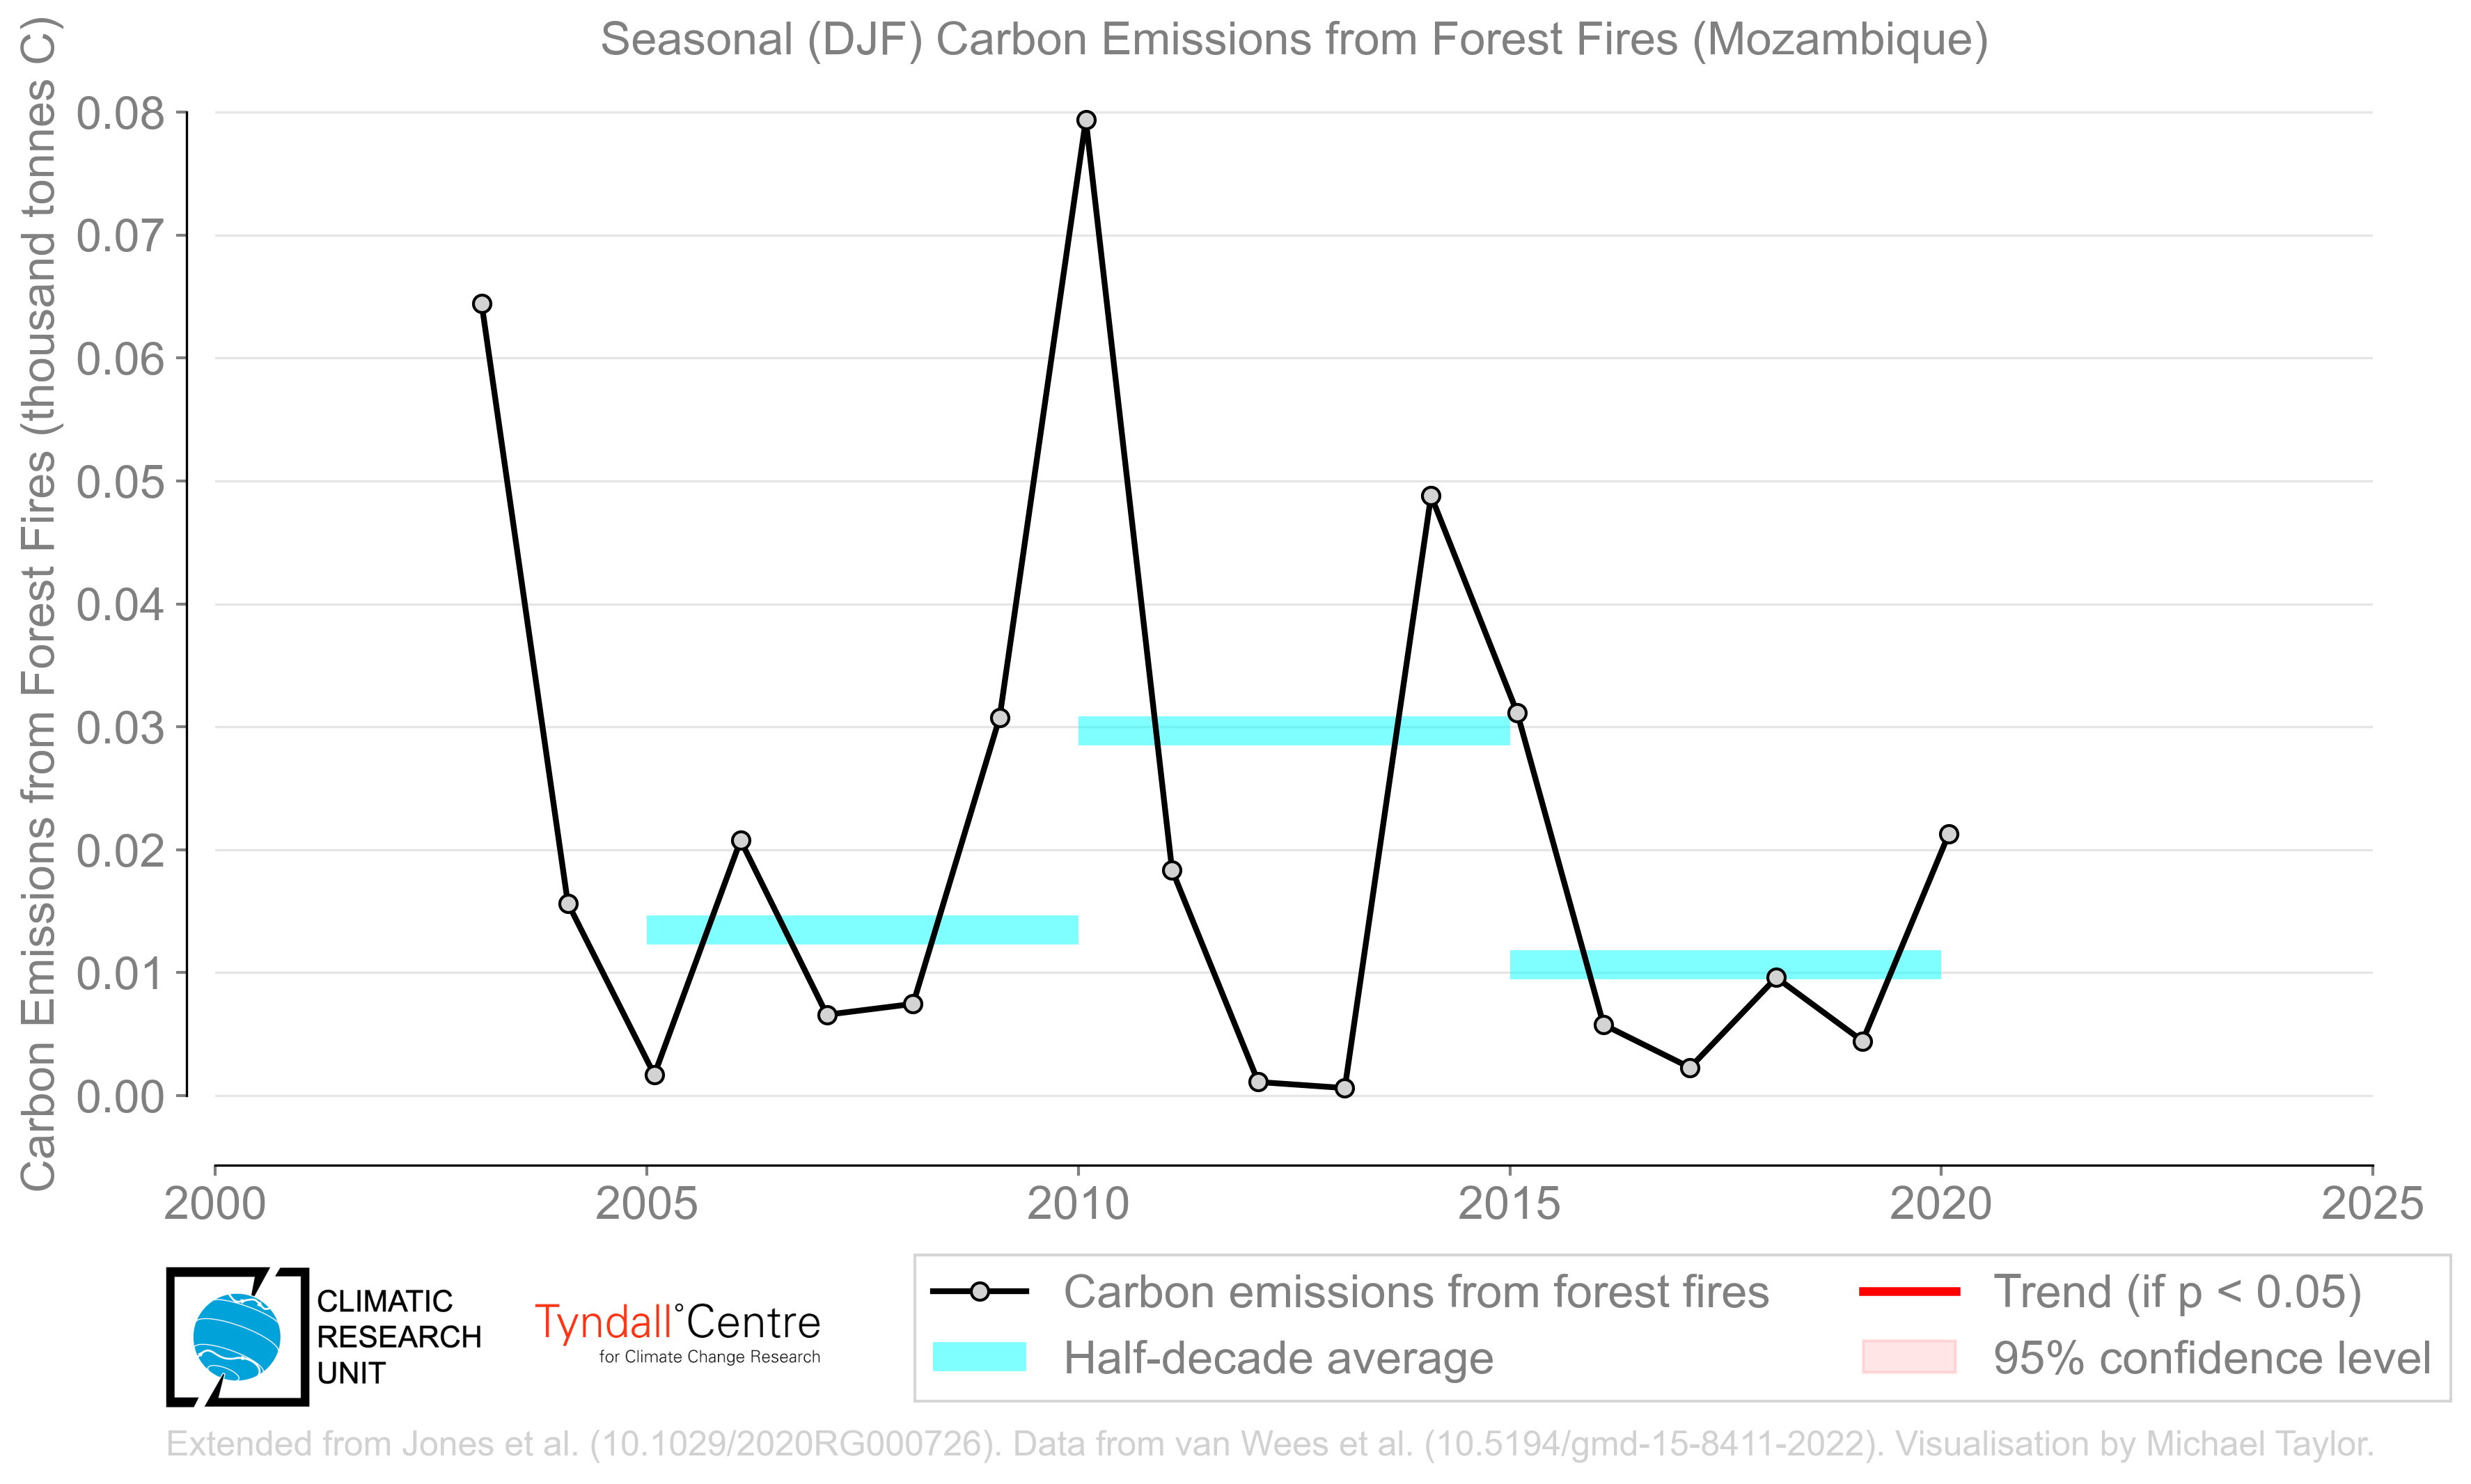 Seasonal (DJF) Carbon Emissions from Forest Fires (Mozambique)
Carbon Emissions from Forest Fires (thousand tonnes C)
0.08
0.07
0.06
0.05
0.04
0.03
0.02
0.01
0.00
2000 2005 2010 2015 2020 2025
CLIMATIC
RESEARCH
UNIT
Tyndall°Centre
for Climate Change Research
Carbon emissions from forest fires
Half-decade average
Trend (if p < 0.05)
95% confidence level
Extended from Jones et al. (10.1029/2020RG000726). Data from van Wees et al. (10.5194/gmd-15-8411-2022). Visualisation by Michael Taylor.